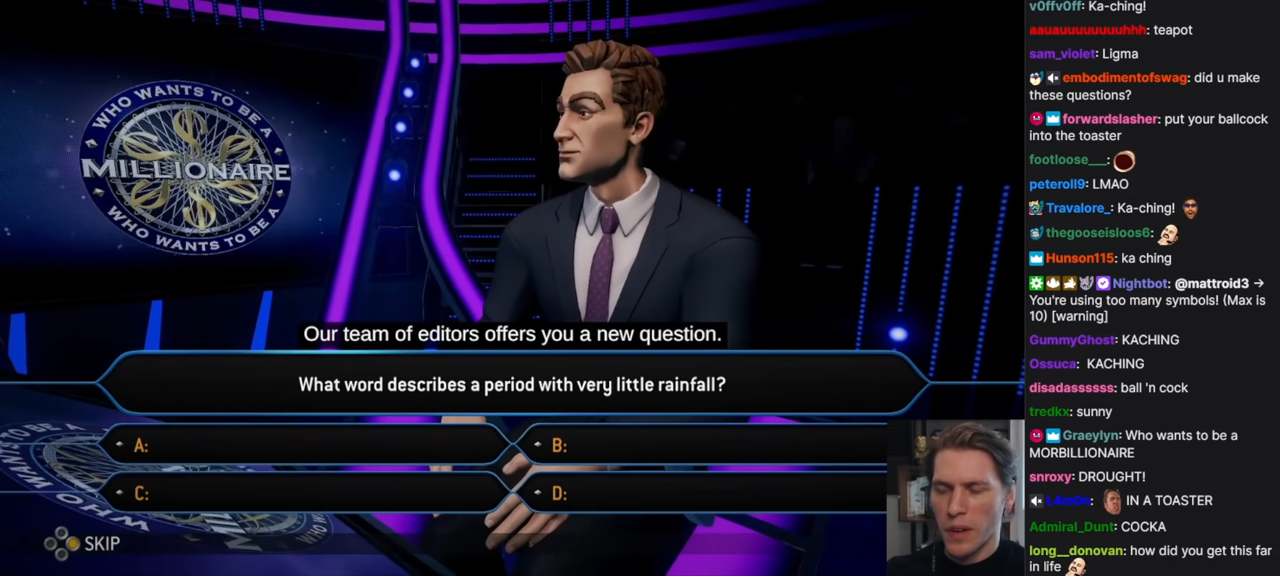 WHO WANTS TO BE A
MILLIONAIRE
WHO WANTS TO BE A
Our team of editors offers you a new question.
What word describes a period with very little rainfall?
A:
B:
C:
D:
SKIP
v0ffv0ff: Ka-ching!
aauauuuuuuuuhhh: teapot
sam_violet: Ligma
embodimentofswag: did u make
these questions?
forwardslasher: put your ballcock
into the toaster
footloose___:
peteroll9: LMAO
Travalore_: Ka-ching!
thegooseisloos6:
Hunson115: ka ching
Nightbot: @mattroid3 →
You're using too many symbols! (Max is
10) [warning]
GummyGhost: KACHING
Ossuca: KACHING
disadassssss: ball 'n cock
tredkx: sunny
Graeylyn: Who wants to be a
MORBILLIONAIRE
snroxy: DROUGHT!
IN A TOASTER
Admiral_Dunt: COCKA
long__donovan: how did you get this far
in life